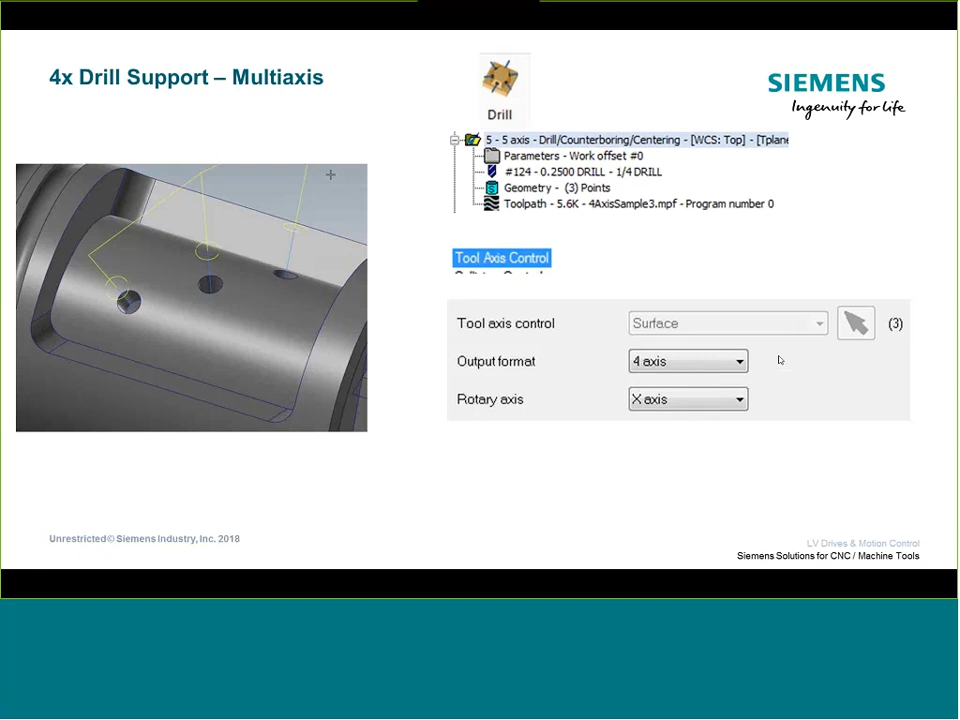 4x Drill Support – Multiaxis
Drill
SIEMENS
Ingenuity for life
5 - 5 axis - Drill/Counterboring/Centering - [WCS: Top] - [Tplane
Parameters - Work offset #0
#124 - 0.2500 DRILL - 1/4 DRILL
Geometry - (3) Points
Toolpath - 5.6K - 4AxisSample3.mpf - Program number 0
Tool Axis Control
Tool axis control
Surface
(3)
Output format
4 axis
Rotary axis
X axis
Unrestricted © Siemens Industry, Inc. 2018
LV Drives & Motion Control
Siemens Solutions for CNC / Machine Tools